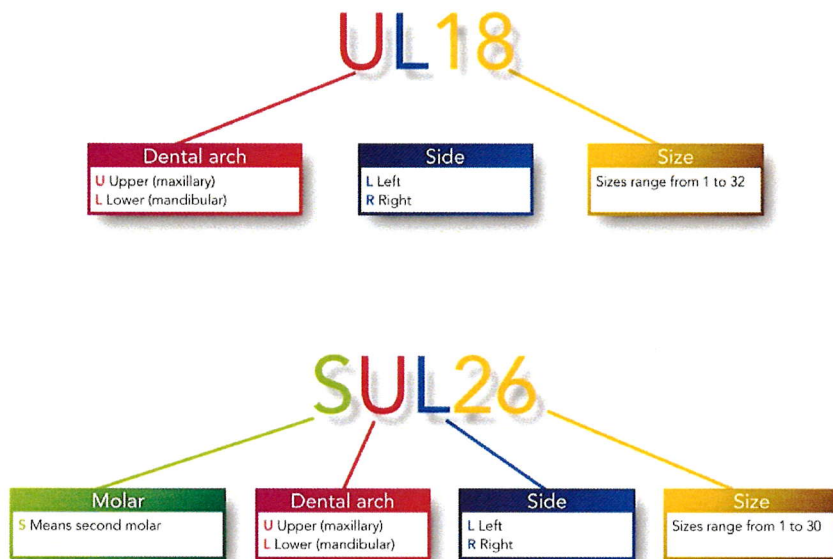 UL18
Dental arch
U Upper (maxillary)
L Lower (mandibular)
Side
L Left
R Right
Size
Sizes range from 1 to 32
SUL26
Molar
S Means second molar
Dental arch
U Upper (maxillary)
L Lower (mandibular)
Side
L Left
R Right
Size
Sizes range from 1 to 30